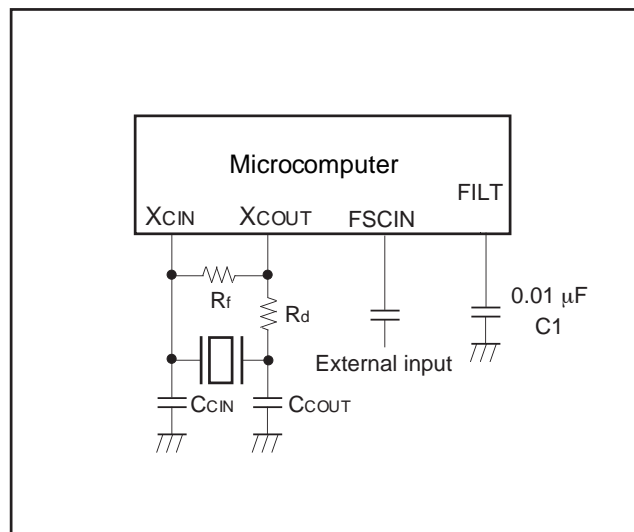 Microcomputer
FILT
XCIN XCOUT FSCIN
Rf
Rd
0.01 μF
C1
External input
CCIN CCOUT